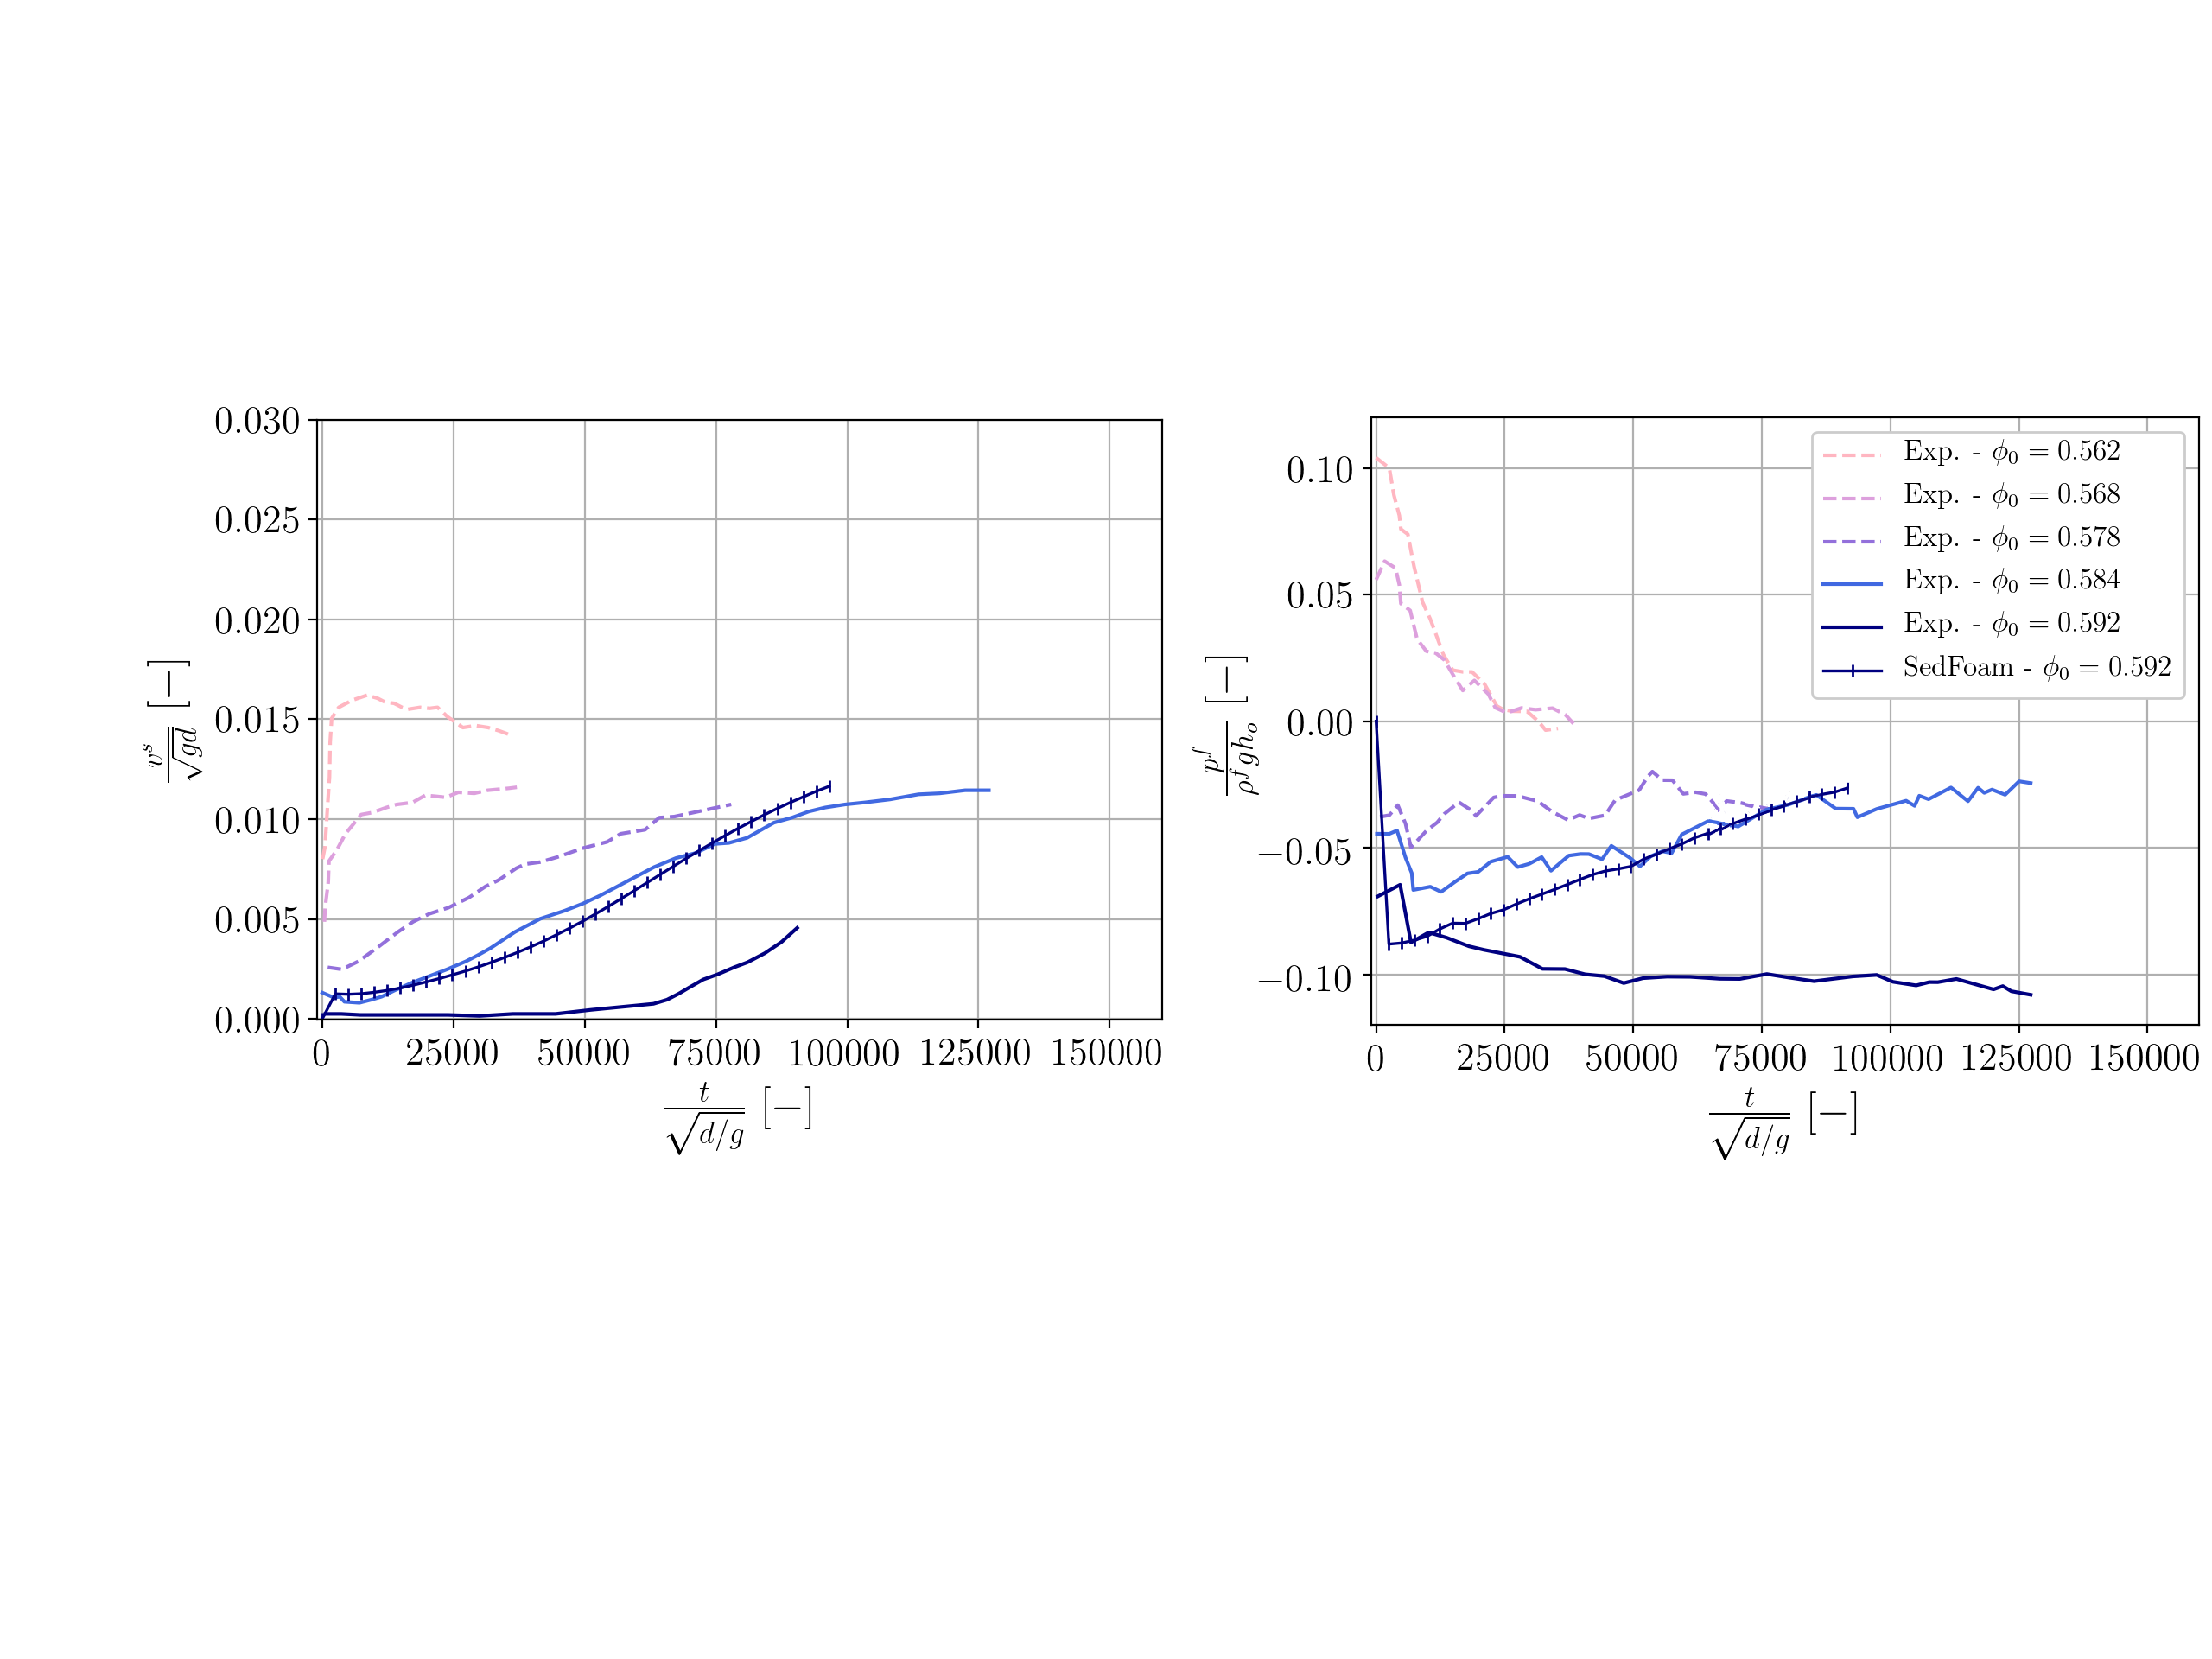 0.030
0.025
0.020
0.015
0.010
0.005
0.000
v^s/√gd [−]
0 25000 50000 75000 100000 125000 150000
t/√d/g [−]
0.10
0.05
0.00
−0.05
−0.10
p^f/ρ^f gh_o [−]
0 25000 50000 75000 100000 125000 150000
t/√d/g [−]
Exp. - ϕ₀ = 0.562
Exp. - ϕ₀ = 0.568
Exp. - ϕ₀ = 0.578
Exp. - ϕ₀ = 0.584
Exp. - ϕ₀ = 0.592
SedFoam - ϕ₀ = 0.592